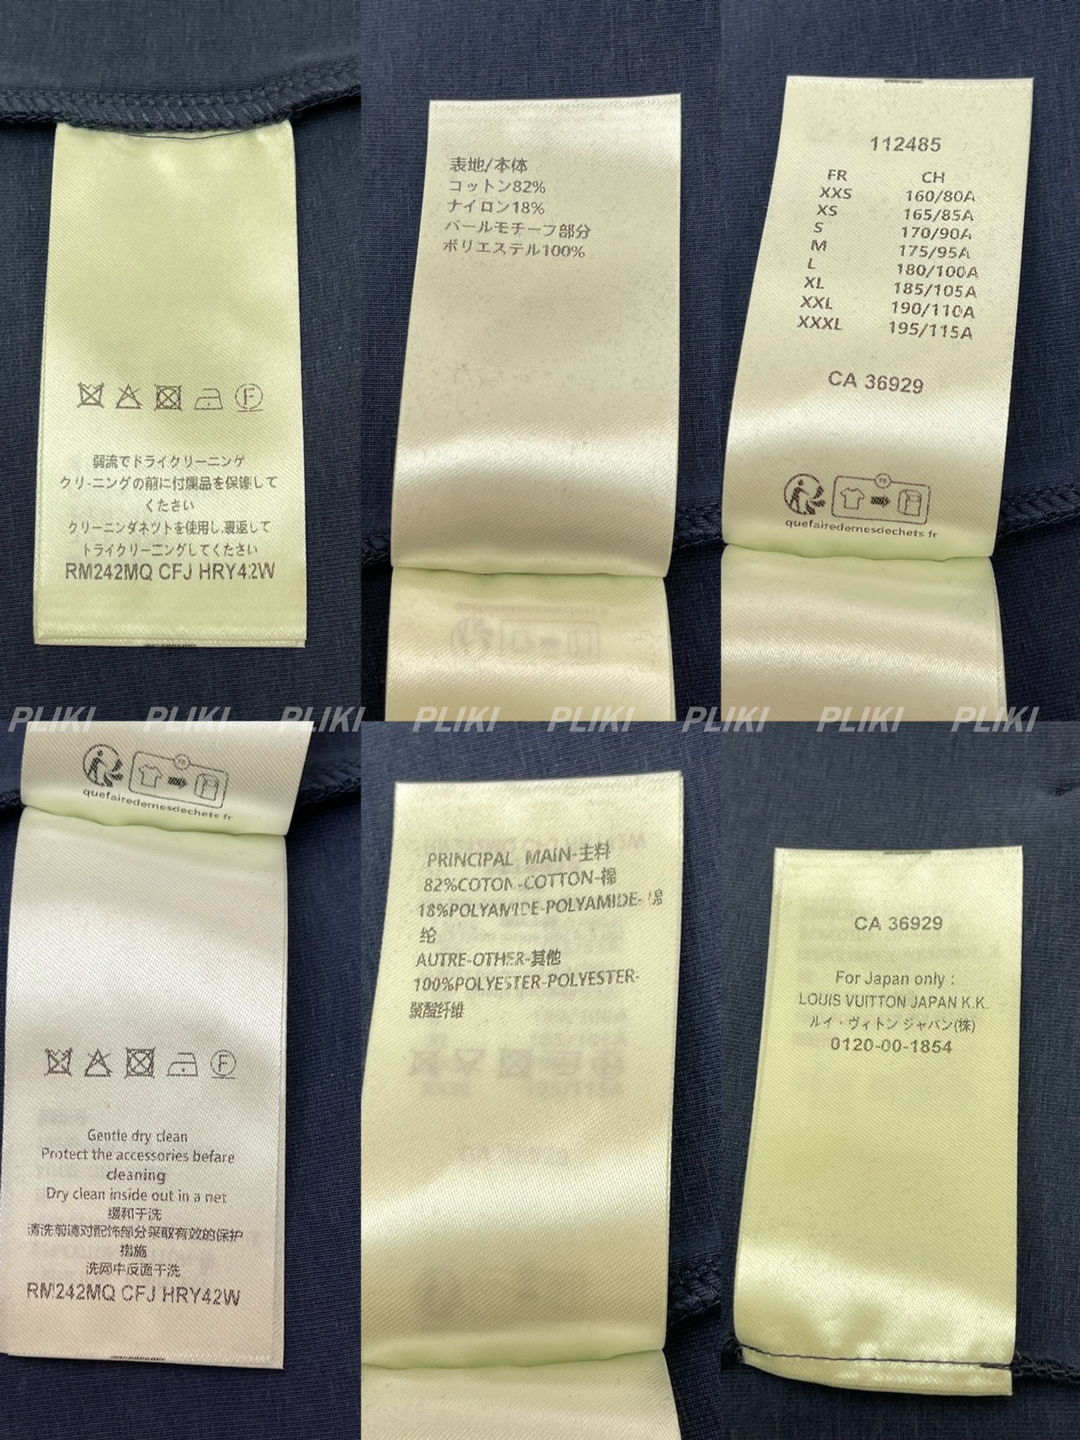 弱流でドライクリーニンゲ
クリ-ニングの前に付属品を保護して
ください
クリーニンダネツトを使用し,裏返して
トライクリーニングしてください
RM242MQ CFJ HRY42W
表地/本体
コットン82%
ナイロン18%
パールモチーフ部分
ポリエステル100%
112485
FR CH
XXS 160/80A
XS 165/85A
S 170/90A
M 175/95A
L 180/100A
XL 185/105A
XXL 190/110A
XXXL 195/115A
CA 36929
FR
quefairedemesdechets fr
PLIKI PLIKI PLIKI PLIKI PLIKI PLIKI PLIKI PLIKI
FR
quefairedemesdechets fr
Gentle dry clean
Protect the accessories befare
cleaning
Dry clean inside out in a net
缓和干洗
请洗前请对配饰部分采取有效的保护
措施
洗网中反面干洗
RM242MQ CFJ HRY42W
PRINCIPAL MAIN-主料
82%COTON-COTTON-棉
18%POLYAMIDE-POLYAMIDE-锦
纶
AUTRE-OTHER-其他
100%POLYESTER-POLYESTER-
聚酯纤维
CA 36929
For Japan only :
LOUIS VUITTON JAPAN K.K.
ルイ・ヴィトン ジャパン(株)
0120-00-1854